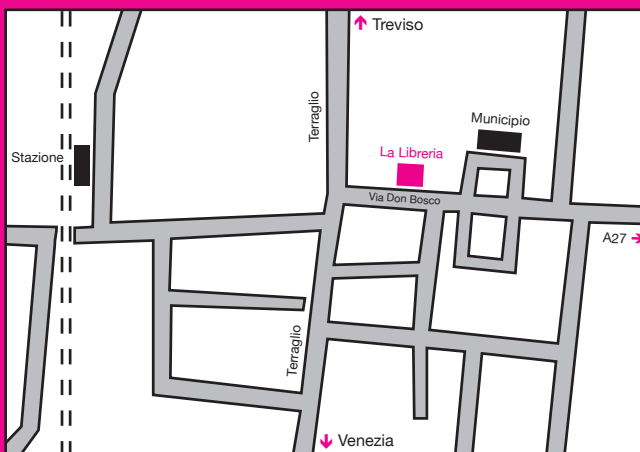 Treviso
Terraglio
Municipio
La Libreria
Stazione
Via Don Bosco
A27
Terraglio
Venezia